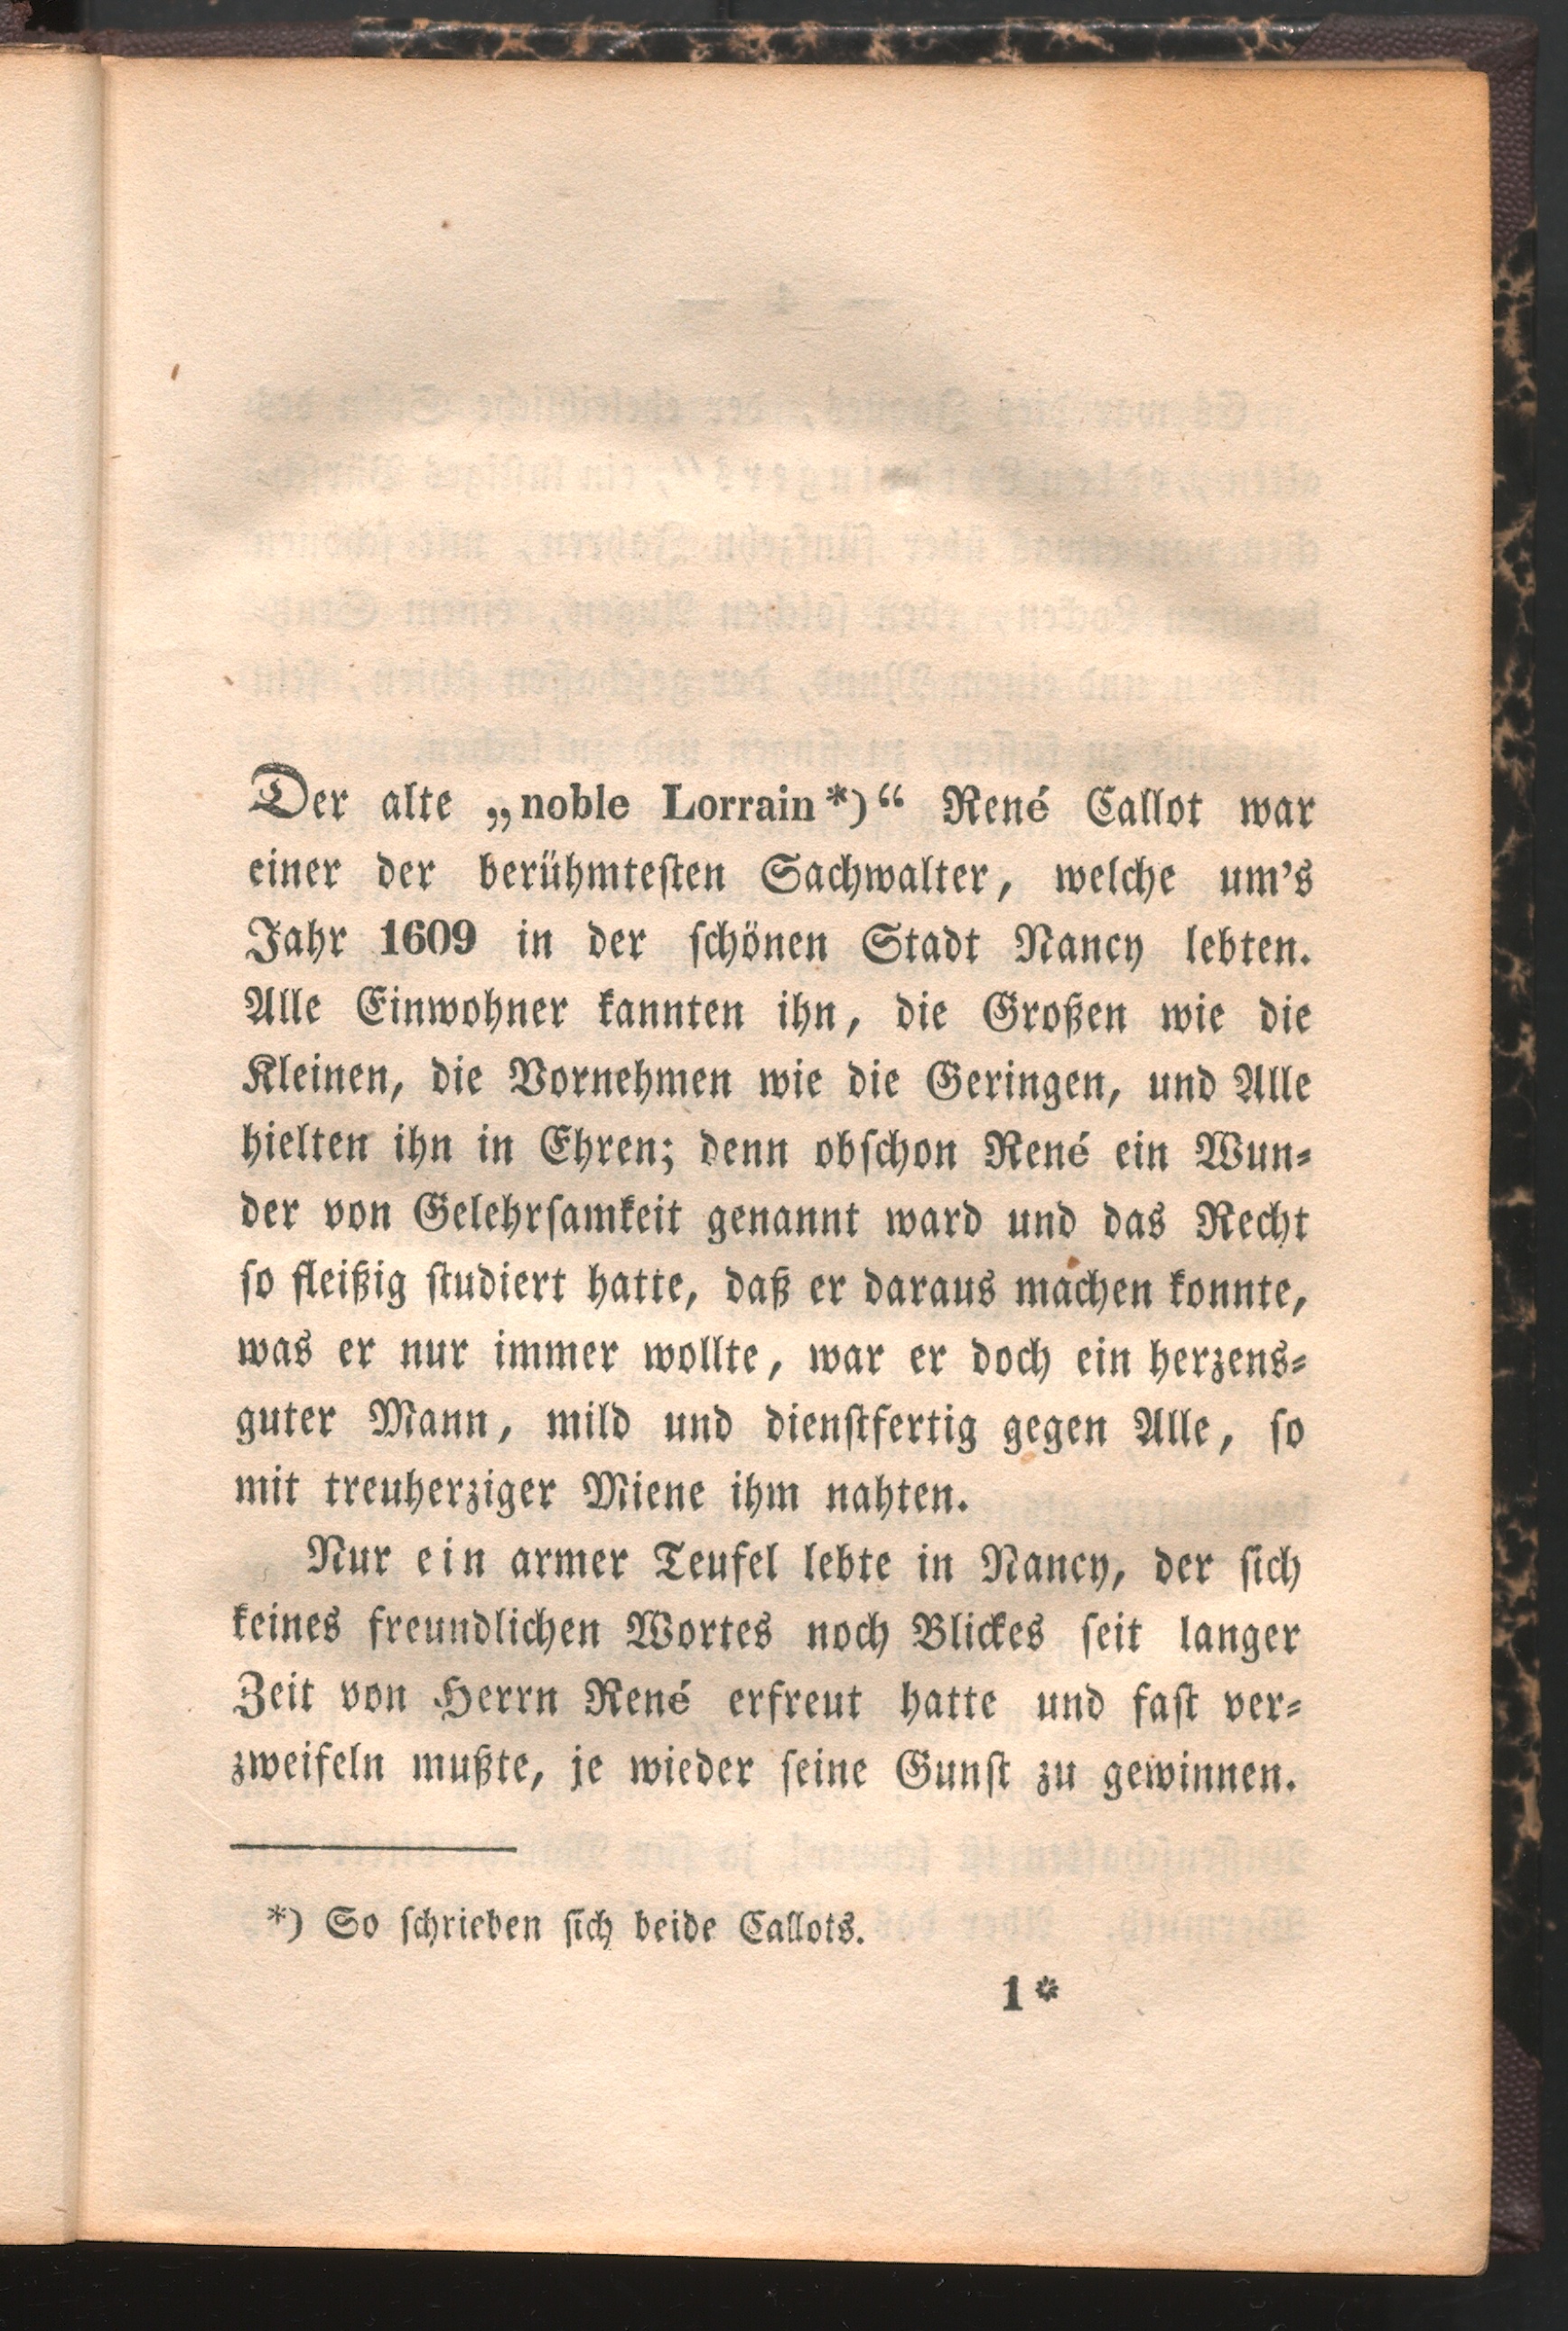 Der alte „noble Lorrain*)“ René Callot war
einer der berühmteſten Sachwalter, welche um’s
Jahr 1609 in der ſchönen Stadt Nancy lebten.
Alle Einwohner kannten ihn, die Großen wie die
Kleinen, die Vornehmen wie die Geringen, und Alle
hielten ihn in Ehren; denn obſchon René ein Wun⸗
der von Gelehrſamkeit genannt ward und das Recht
ſo fleißig ſtudiert hatte, daß er daraus machen konnte,
was er nur immer wollte, war er doch ein herzens⸗
guter Mann, mild und dienſtfertig gegen Alle, ſo
mit treuherziger Miene ihm nahten.
Nur ein armer Teufel lebte in Nancy, der ſich
keines freundlichen Wortes noch Blickes ſeit langer
Zeit von Herrn René erfreut hatte und faſt ver⸗
zweifeln mußte, je wieder ſeine Gunſt zu gewinnen.
*) So ſchrieben ſich beide Callots.
1*